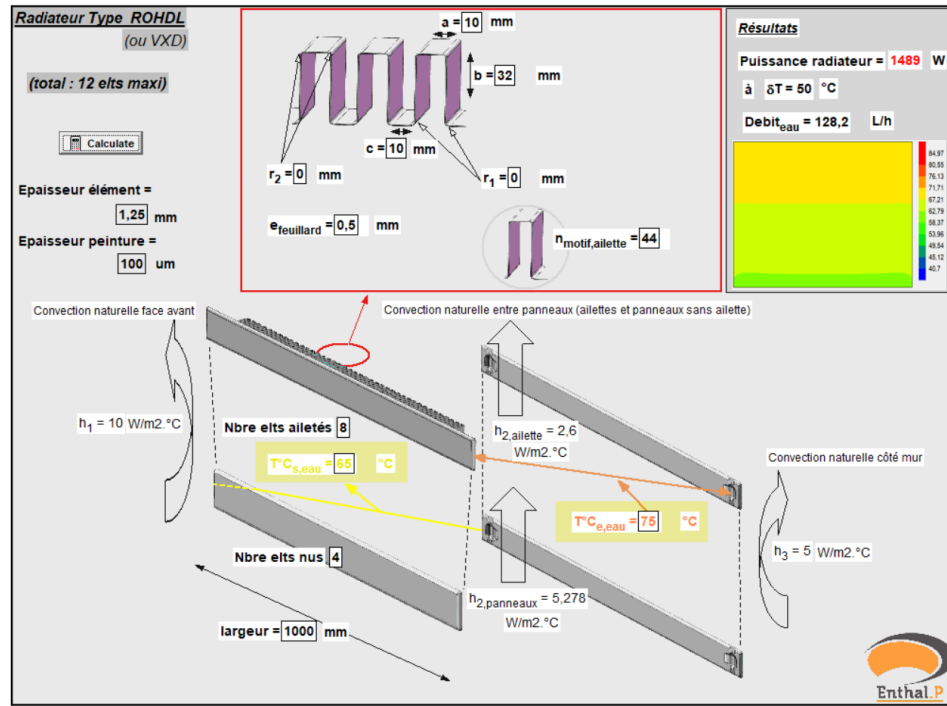 Radiateur Type ROHDL
(ou VXD)
(total : 12 elts maxi)
Calculate
Epaisseur élément =
1,25 mm
Epaisseur peinture =
100 um
a = 10 mm
b = 32 mm
c = 10 mm
r2 = 0 mm
r1 = 0 mm
efeuillard = 0,5 mm
nmotif,ailette = 44
Résultats
Puissance radiateur = 1489 W
à δT = 50 °C
Debiteau = 128,2 L/h
84,97
80,55
76,13
71,71
67,21
62,79
58,37
53,96
49,54
45,12
40,7
Convection naturelle face avant
Convection naturelle entre panneaux (ailettes et panneaux sans ailette)
h1 = 10 W/m2.°C
Nbre elts ailetés 8
T°Cs,eau = 65 °C
h2,ailette = 2,6
W/m2.°C
Convection naturelle côté mur
T°Ce,eau = 75 °C
h3 = 5 W/m2.°C
Nbre elts nus 4
h2,panneaux = 5,278
W/m2.°C
largeur = 1000 mm
Enthal.P